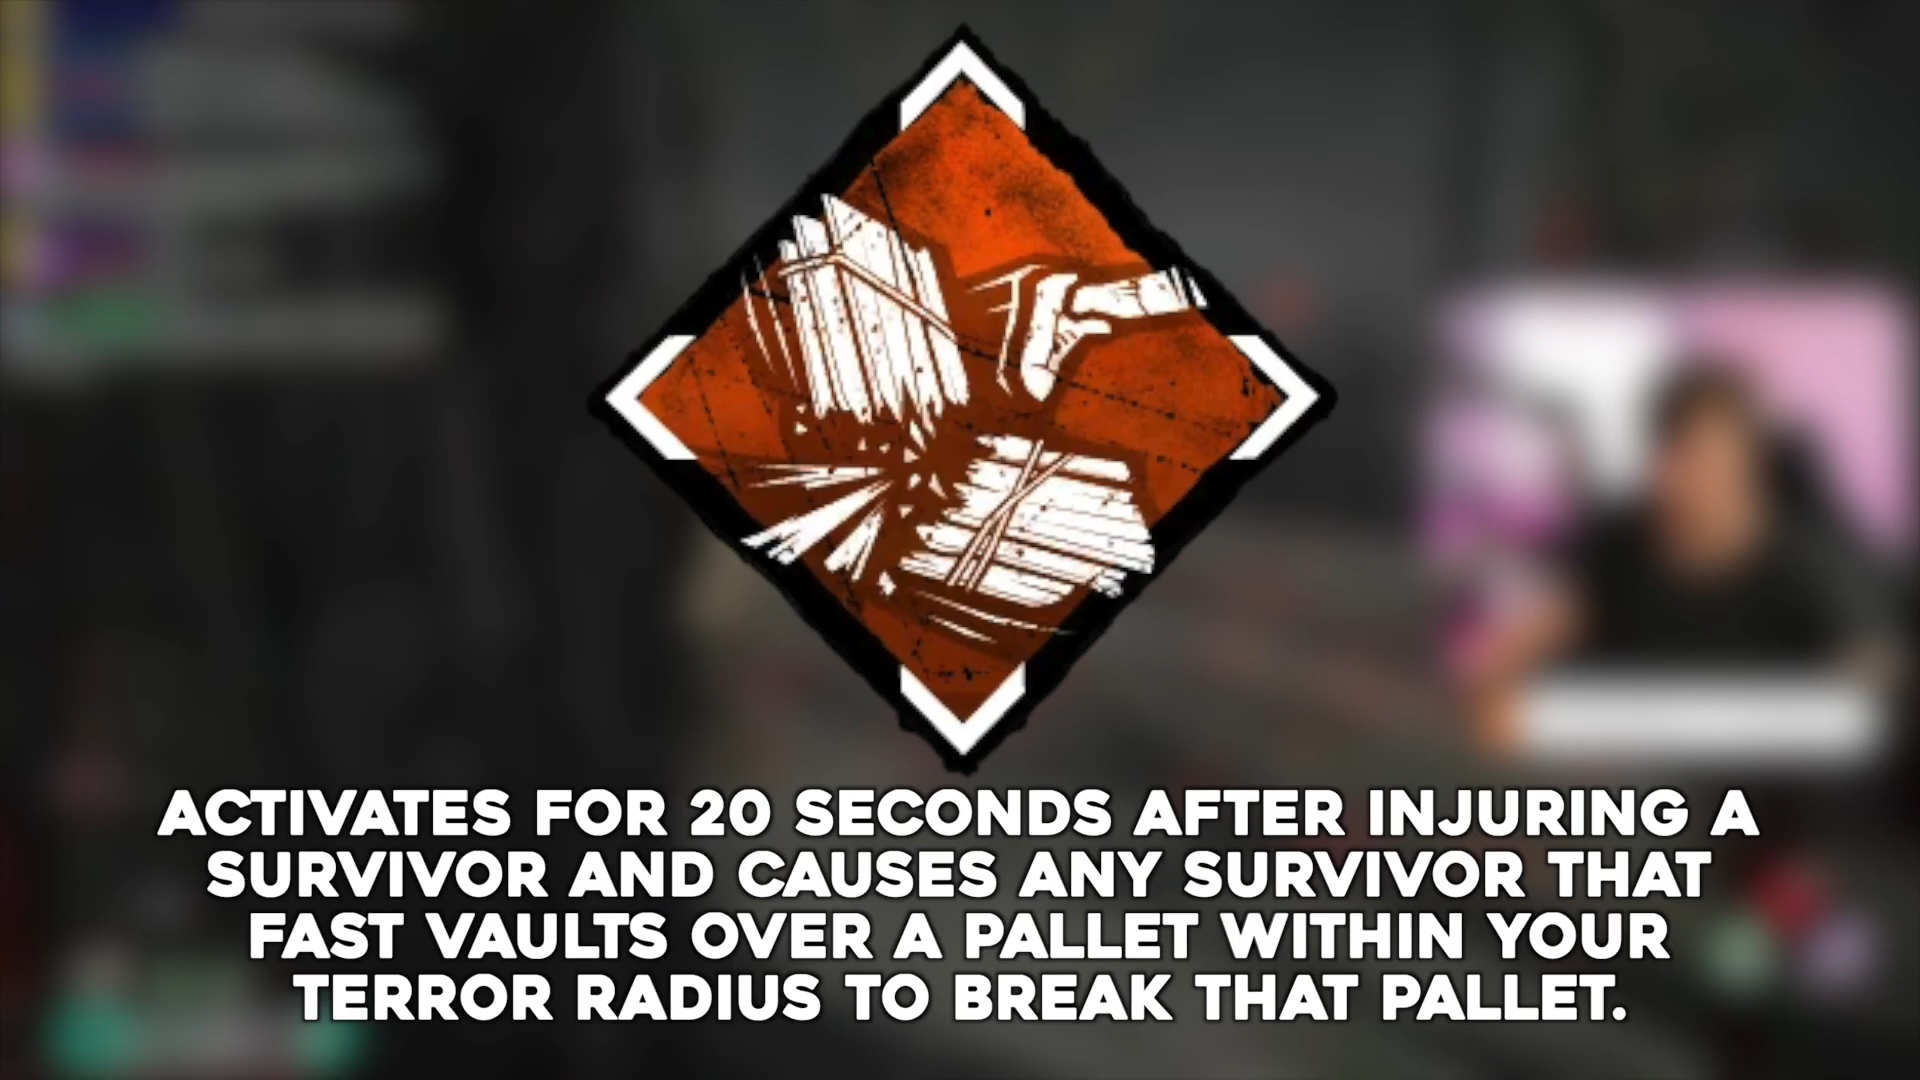 ACTIVATES FOR 20 SECONDS AFTER INJURING A
SURVIVOR AND CAUSES ANY SURVIVOR THAT
FAST VAULTS OVER A PALLET WITHIN YOUR
TERROR RADIUS TO BREAK THAT PALLET.